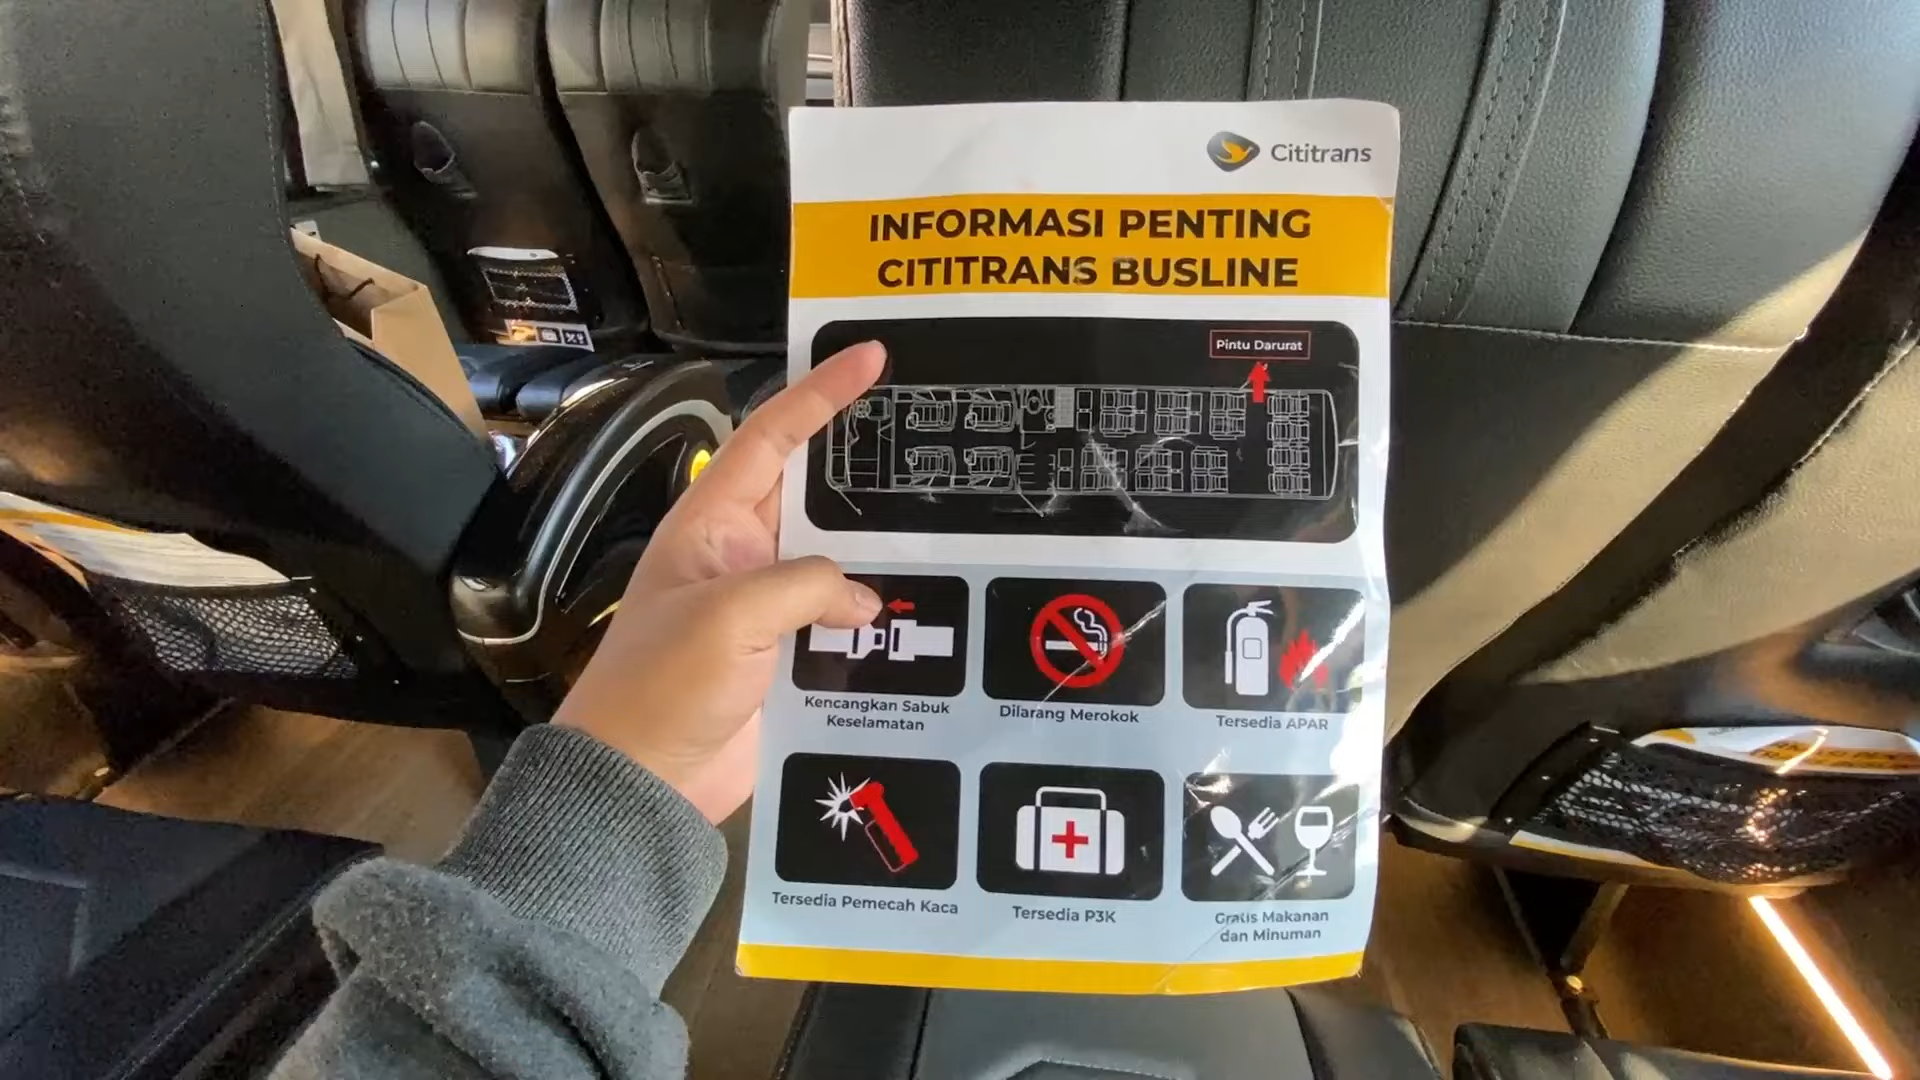 Cititrans
INFORMASI PENTING
CITITRANS BUSLINE
Pintu Darurat
Kencangkan Sabuk
Keselamatan
Dilarang Merokok
Tersedia APAR
Tersedia Pemecah Kaca
Tersedia P3K
Gratis Makanan
dan Minuman